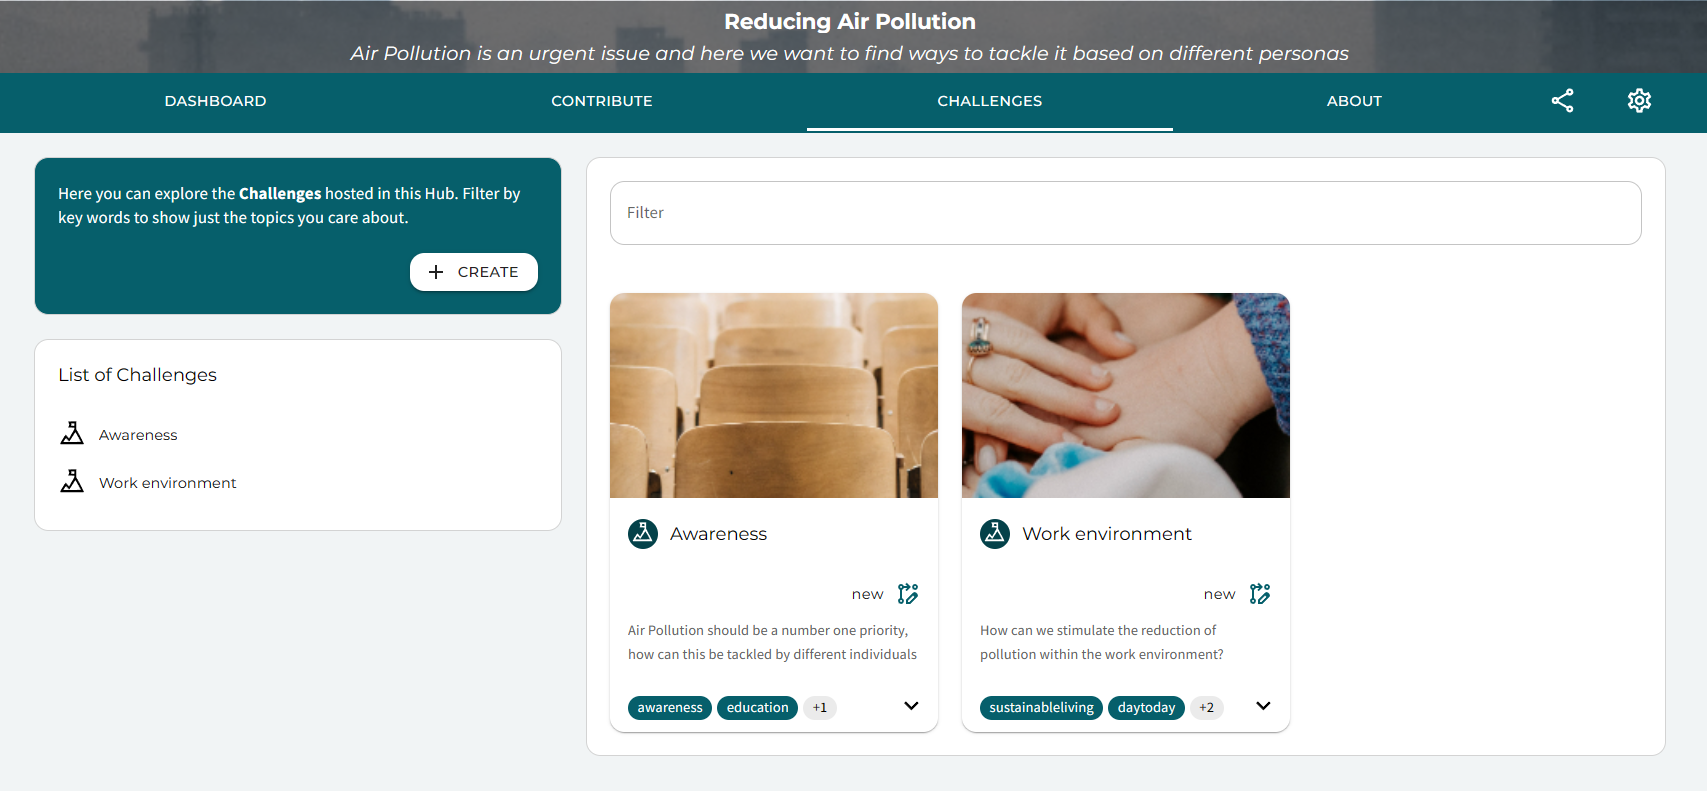 Reducing Air Pollution
Air Pollution is an urgent issue and here we want to find ways to tackle it based on different personas
DASHBOARD
CONTRIBUTE
CHALLENGES
ABOUT
Here you can explore the Challenges hosted in this Hub. Filter by
key words to show just the topics you care about.
CREATE
List of Challenges
Awareness
Work environment
Filter
Awareness
new
Air Pollution should be a number one priority,
how can this be tackled by different individuals
awareness
education
+1
Work environment
new
How can we stimulate the reduction of
pollution within the work environment?
sustainableliving
daytoday
+2